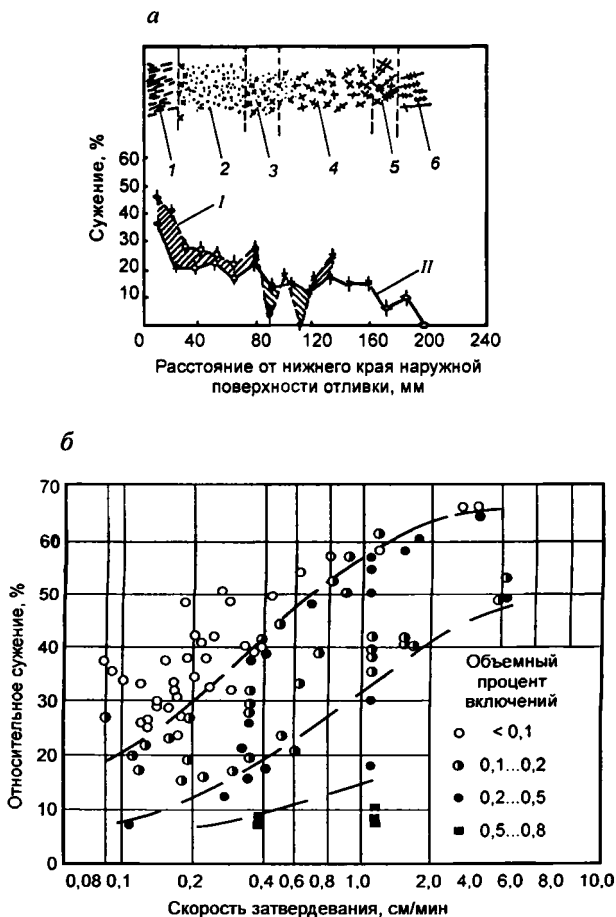 а
1 2 3 4 5 6
Сужение, %
60
50
40
30
20
10
I
II
0 40 80 120 160 200 240
Расстояние от нижнего края наружной
поверхности отливки, мм
б
Относительное сужение, %
70
60
50
40
30
20
10
0
Объемный
процент
включений
< 0,1
0,1...0,2
0,2...0,5
0,5...0,8
0,08 0,1 0,2 0,4 0,6 0,8 1,0 2,0 4,0 6,0 10,0
Скорость затвердевания, см/мин